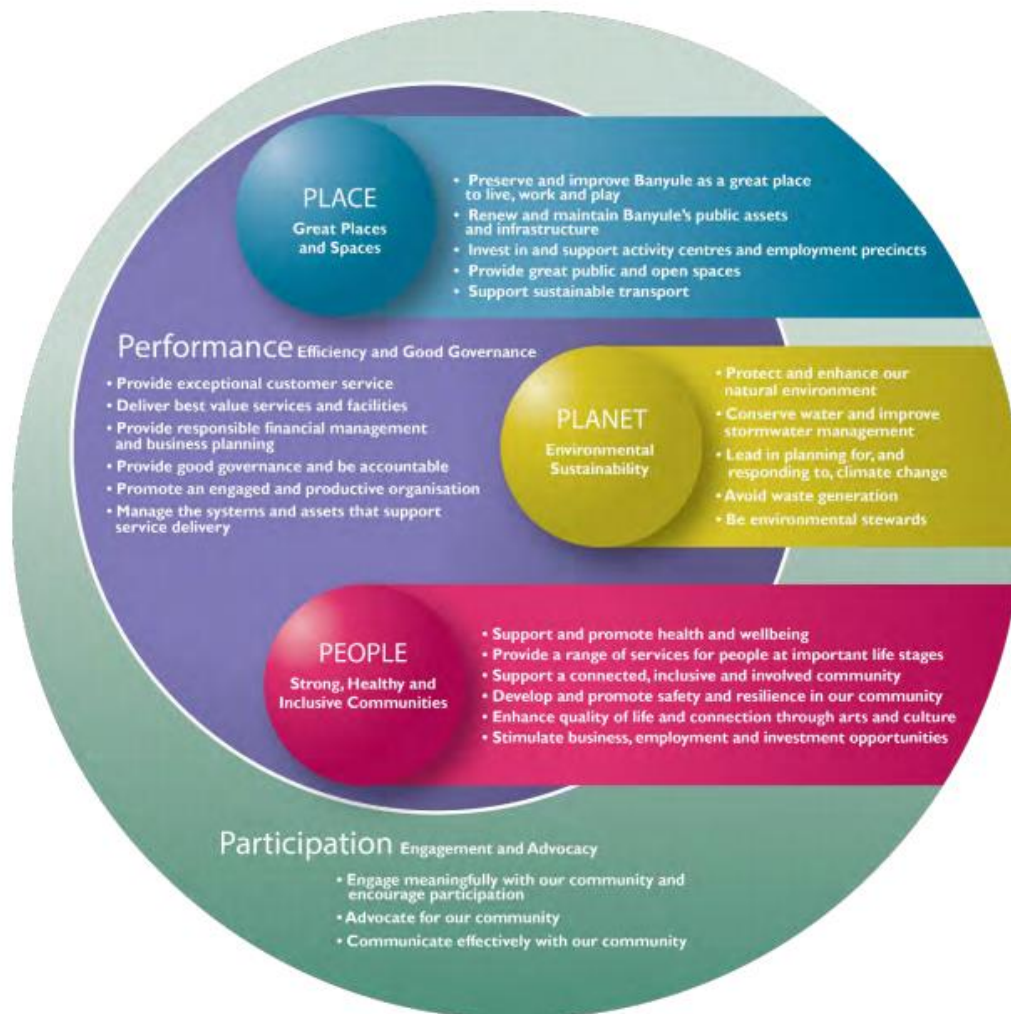 PLACE
Great Places
and Spaces
• Preserve and improve Banyule as a great place
to live, work and play
• Renew and maintain Banyule's public assets
and infrastructure
• Invest in and support activity centres and employment precincts
• Provide great public and open spaces
• Support sustainable transport
Performance Efficiency and Good Governance
• Provide exceptional customer service
• Deliver best value services and facilities
• Provide responsible financial management
and business planning
• Provide good governance and be accountable
• Promote an engaged and productive organisation
• Manage the systems and assets that support
service delivery
PLANET
Environmental
Sustainability
• Protect and enhance our
natural environment
• Conserve water and improve
stormwater management
• Lead in planning for, and
responding to, climate change
• Avoid waste generation
• Be environmental stewards
PEOPLE
Strong, Healthy and
Inclusive Communities
• Support and promote health and wellbeing
• Provide a range of services for people at important life stages
• Support a connected, inclusive and involved community
• Develop and promote safety and resilience in our community
• Enhance quality of life and connection through arts and culture
• Stimulate business, employment and investment opportunities
Participation Engagement and Advocacy
• Engage meaningfully with our community and
encourage participation
• Advocate for our community
• Communicate effectively with our community